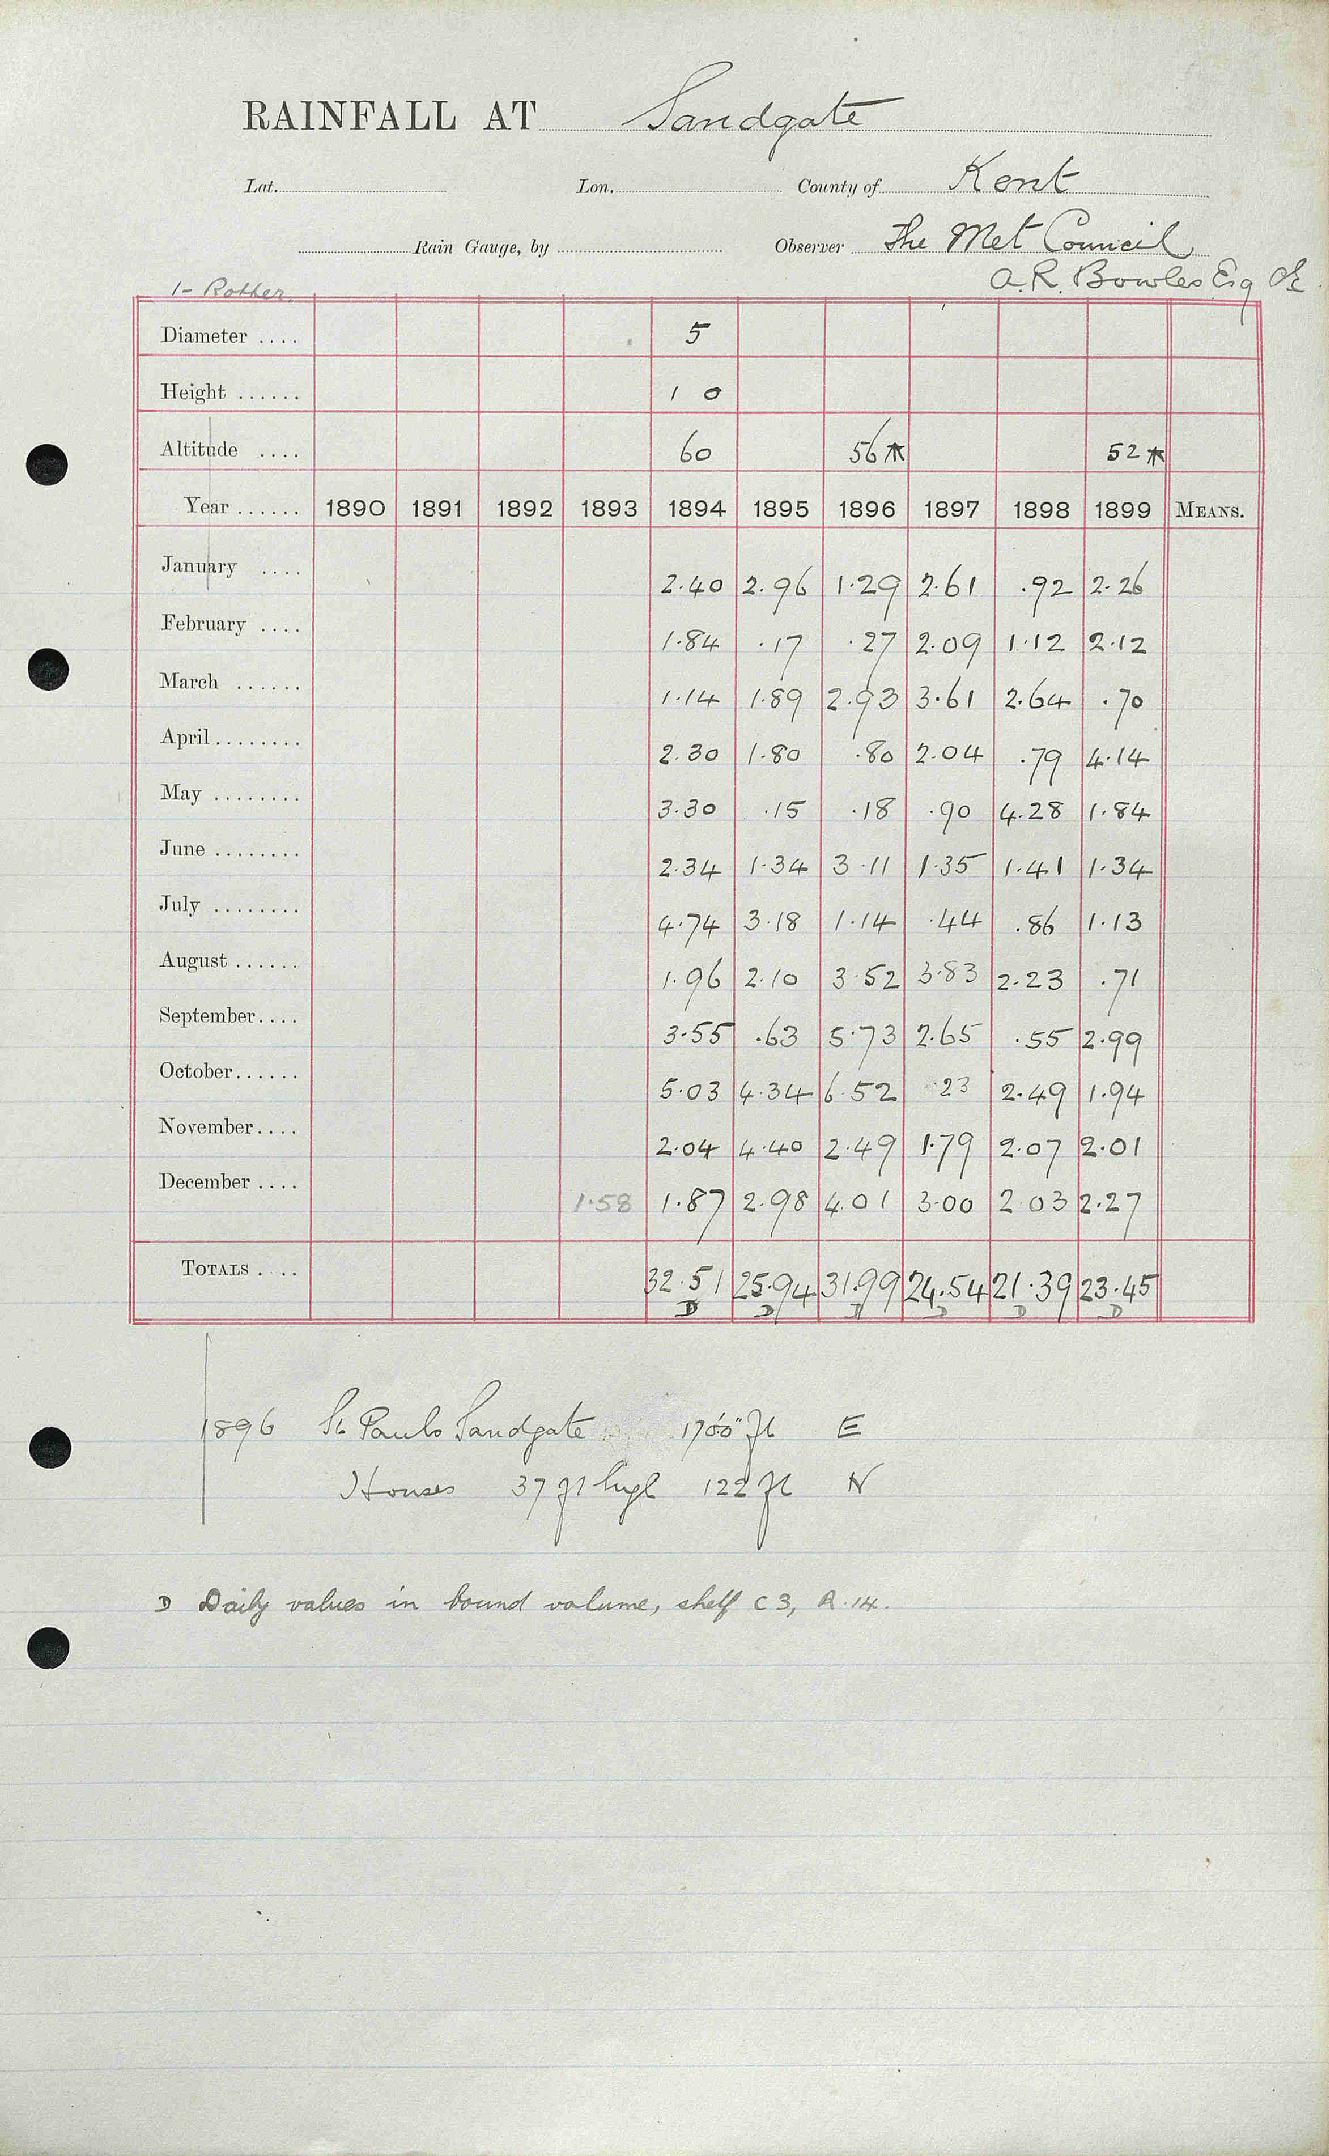 RAINFALL AT Sandgate
Lat. Lon. County of Kent
Rain Gauge, by Observer The Met Council
A. R. Bowles Esq CE
1- Rother
Diameter .... 5
Height ...... 1 0
Altitude .... 60 56* 52*
Year ...... 1890 1891 1892 1893 1894 1895 1896 1897 1898 1899 MEANS.
January .... 2.40 2.96 1.29 2.61 .92 2.26
February .... 1.84 .17 .27 2.09 1.12 2.12
March ...... 1.14 1.89 2.93 3.61 2.64 .70
April ........ 2.30 1.80 .80 2.04 .79 4.14
May ........ 3.30 .15 .18 .90 4.28 1.84
June ........ 2.34 1.34 3.11 1.35 1.41 1.34
July ........ 4.74 3.18 1.14 .44 .86 1.13
August ...... 1.96 2.10 3.52 3.83 2.23 .71
September .... 3.55 .63 5.73 2.65 .55 2.99
October ...... 5.03 4.34 6.52 .23 2.49 1.94
November .... 2.04 4.40 2.49 1.79 2.07 2.01
December .... 1.58 1.87 2.98 4.01 3.00 2.03 2.27
TOTALS .... 32.51 25.94 31.99 24.54 21.39 23.45
D D D D D D
1896 St Pauls Sandgate 1700 ft E
Houses 37 ft high 122 ft N
D Daily values in bound volume, shelf C 3, R.14.